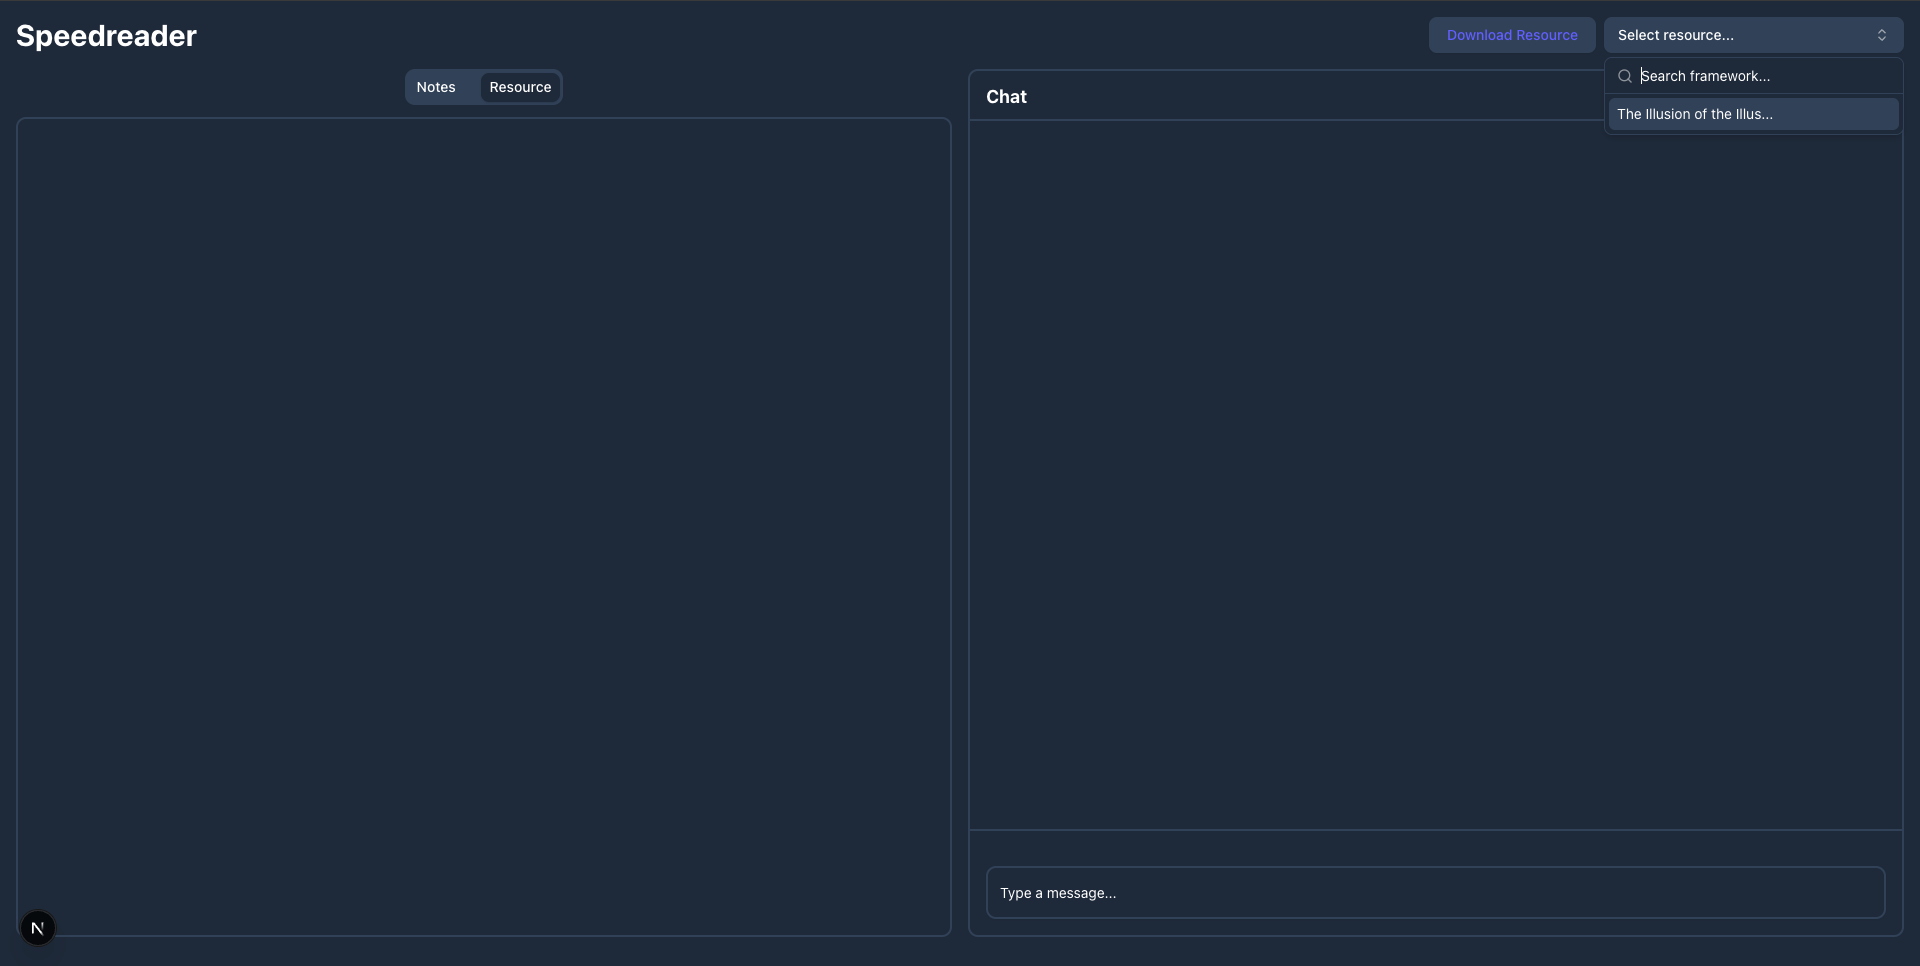 Speedreader
Download Resource
Select resource...
Search framework...
The Illusion of the Illus...
Notes
Resource
Chat
Type a message...
N